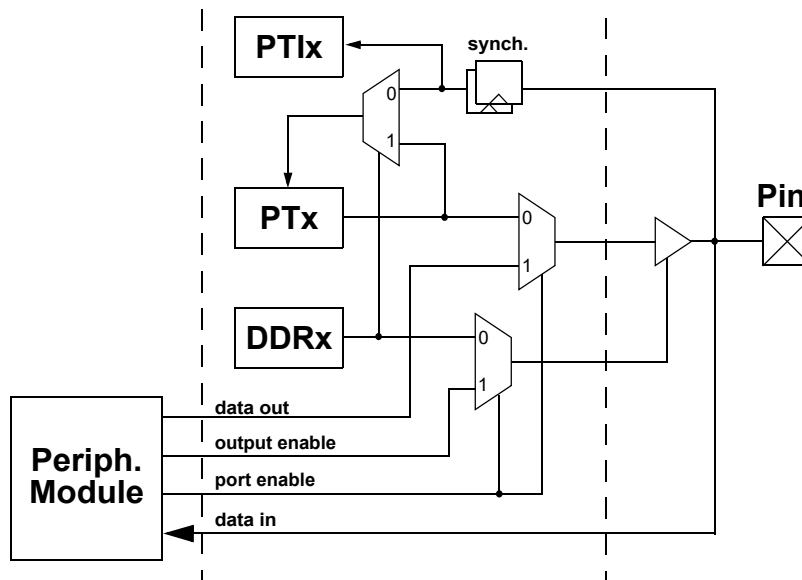 PTIx
synch.
0
1
PTx
Pin
0
1
DDRx
0
1
Periph.
Module
data out
output enable
port enable
data in